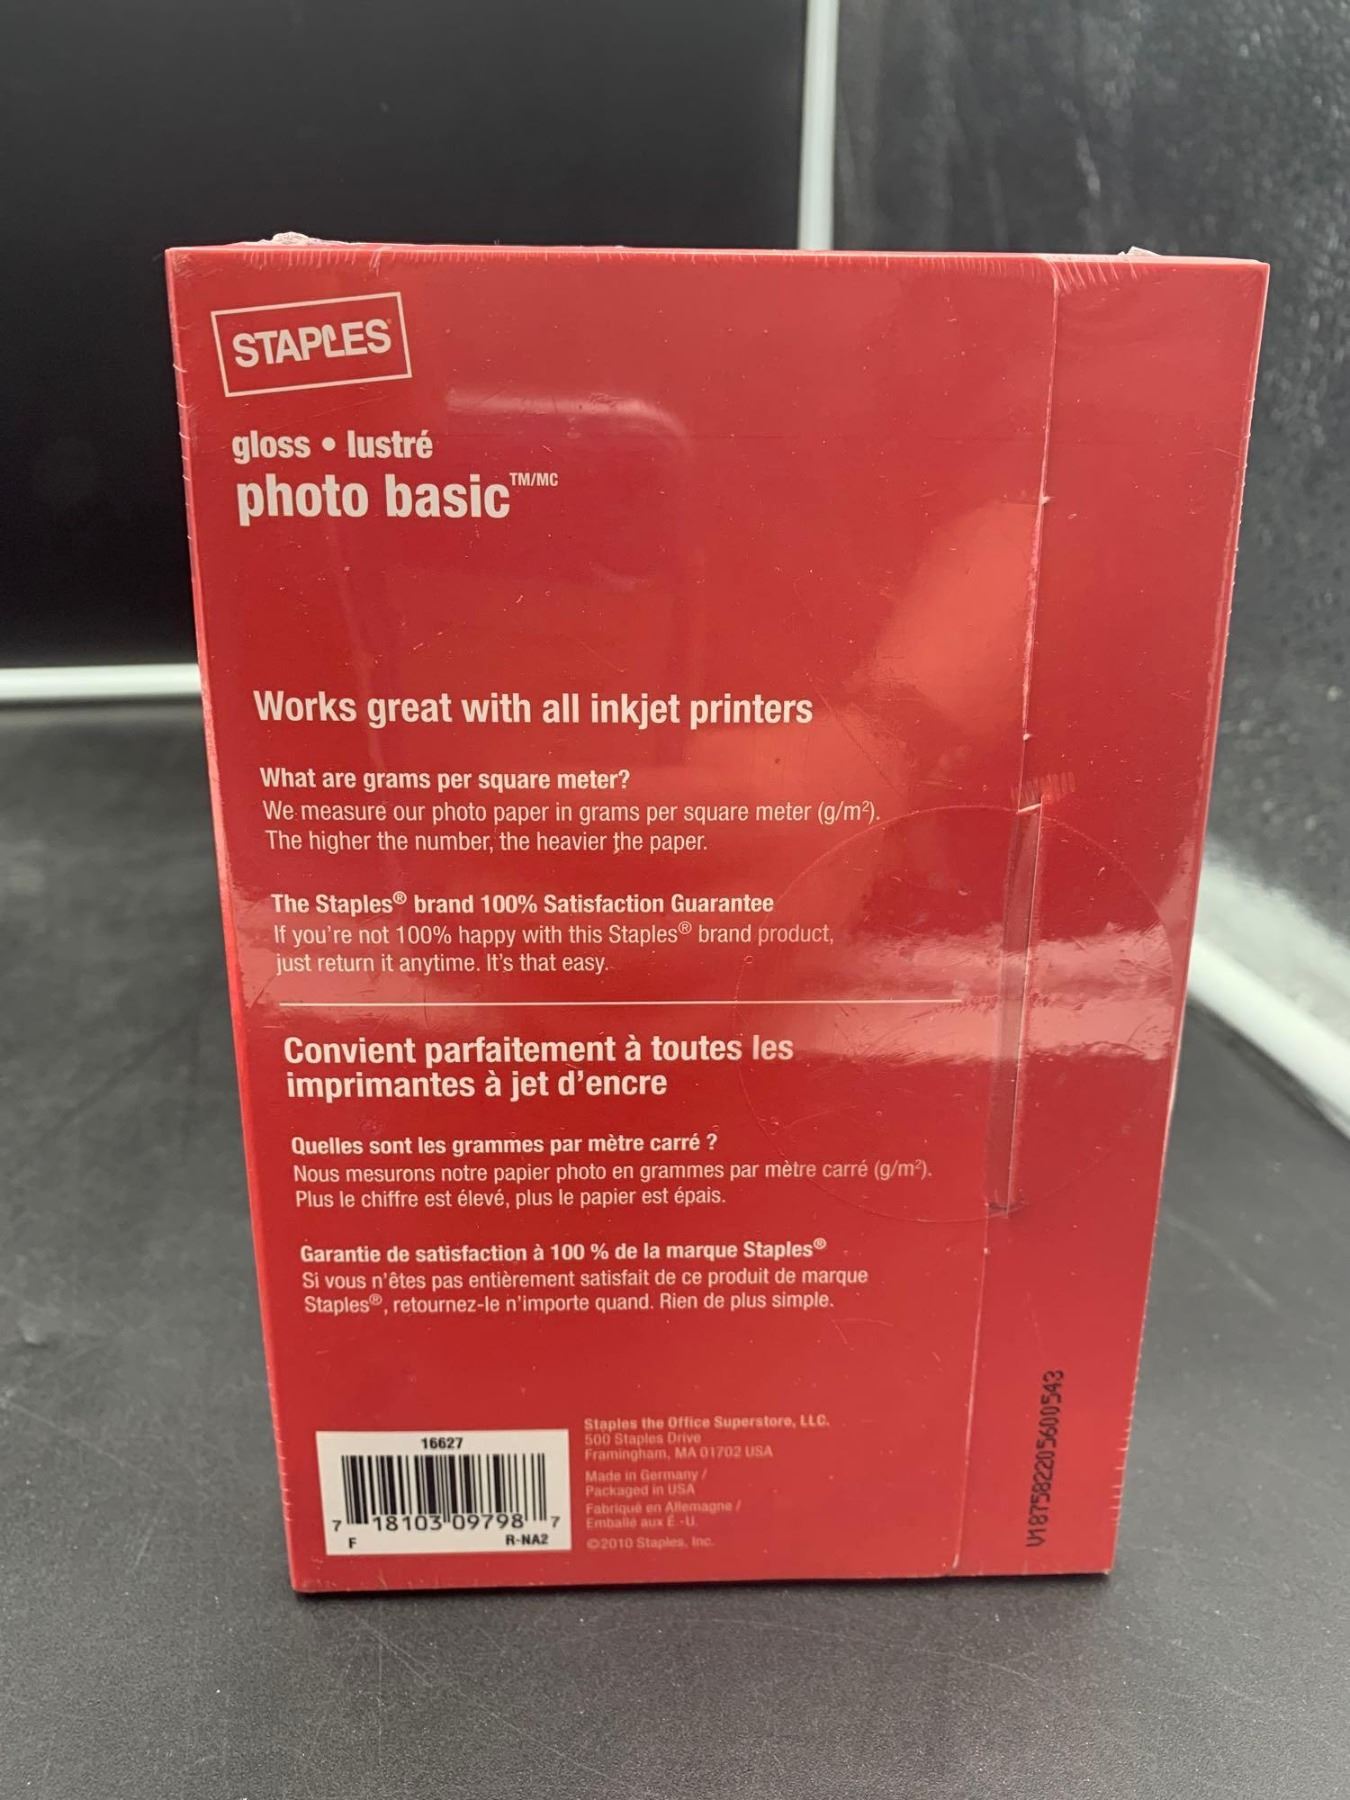 STAPLES
gloss • lustré
photo basic™/MC
Works great with all inkjet printers
What are grams per square meter?
We measure our photo paper in grams per square meter (g/m²).
The higher the number, the heavier the paper.
The Staples® brand 100% Satisfaction Guarantee
If you're not 100% happy with this Staples® brand product,
just return it anytime. It's that easy.
Convient parfaitement à toutes les
imprimantes à jet d'encre
Quelles sont les grammes par mètre carré ?
Nous mesurons notre papier photo en grammes par mètre carré (g/m²).
Plus le chiffre est élevé, plus le papier est épais.
Garantie de satisfaction à 100 % de la marque Staples®
Si vous n'êtes pas entièrement satisfait de ce produit de marque
Staples®, retournez-le n'importe quand. Rien de plus simple.
16627
7 18103 09798 7
F R-NA2
Staples the Office Superstore, LLC.
500 Staples Drive
Framingham, MA 01702 USA
Made in Germany /
Packaged in USA
Fabriqué en Allemagne /
Emballé aux É.-U.
©2010 Staples, Inc.
V187582205600543